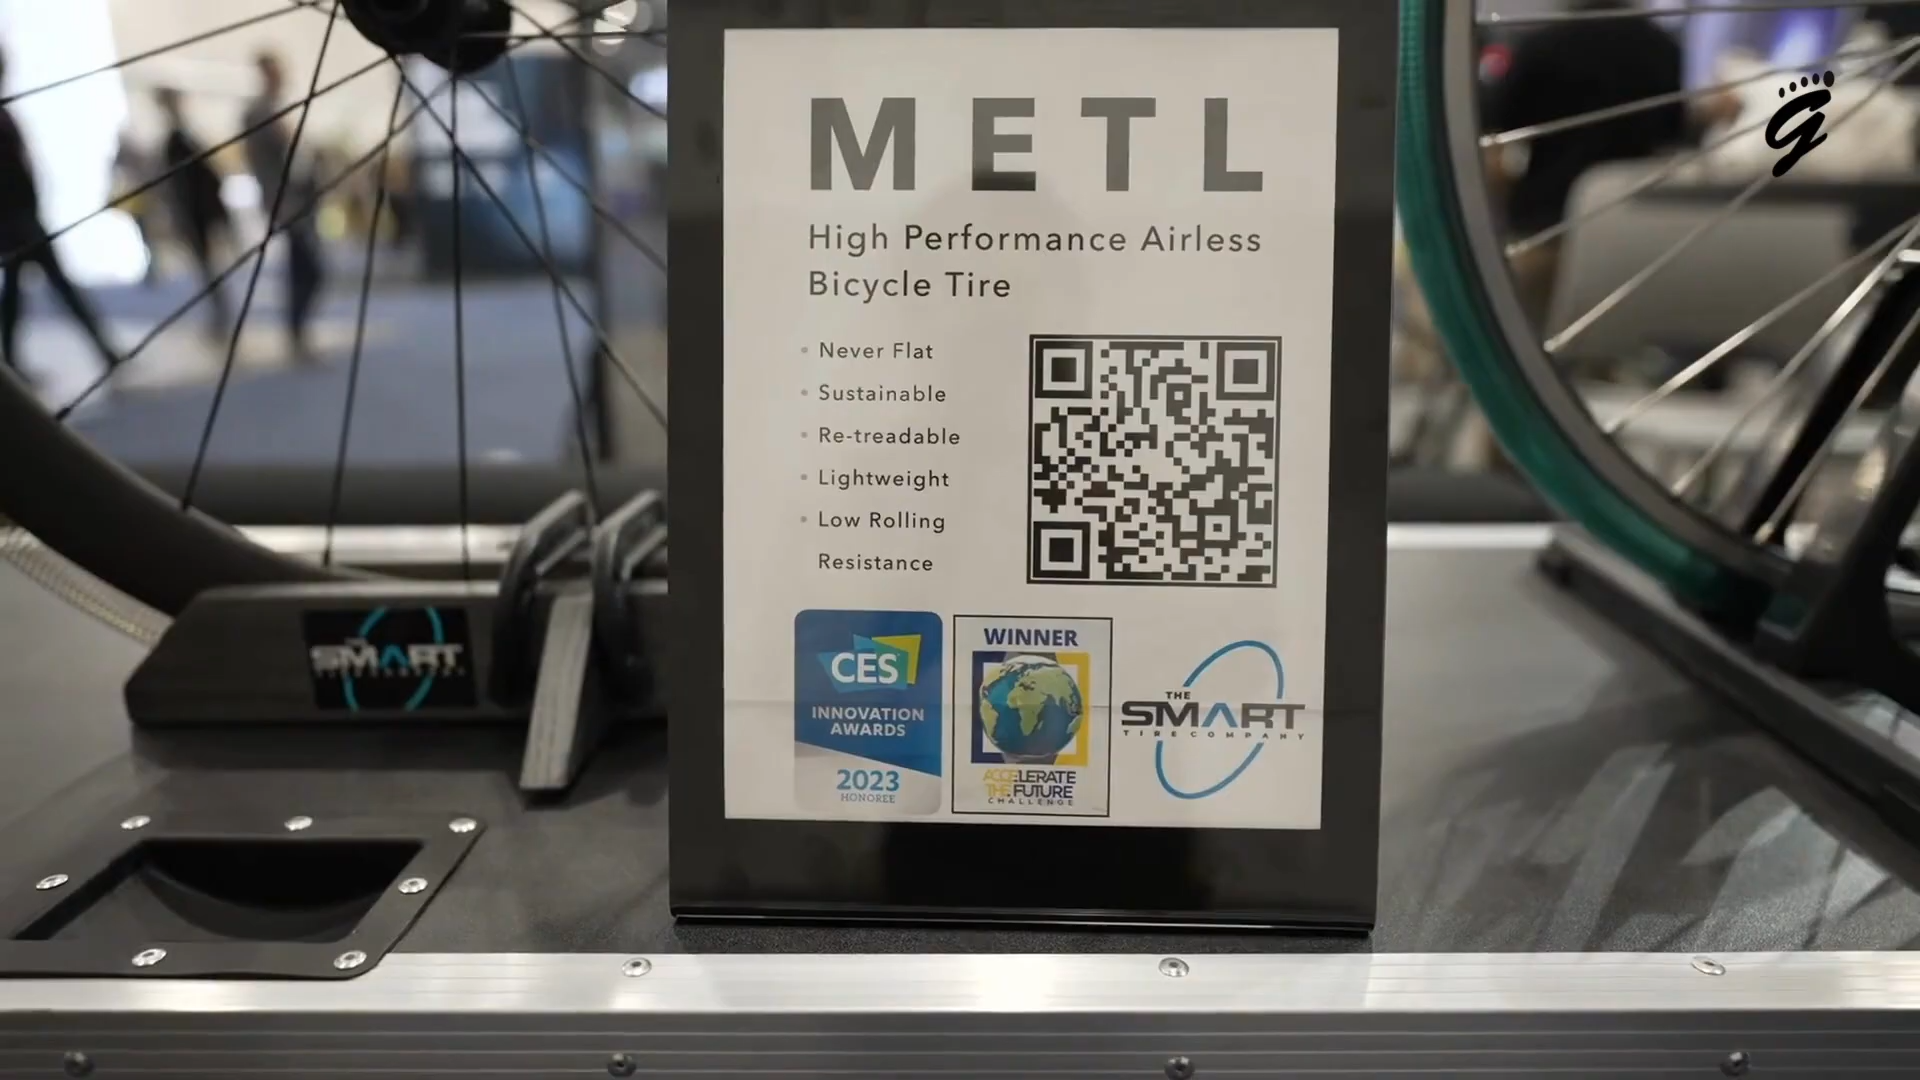 METL
High Performance Airless
Bicycle Tire
• Never Flat
• Sustainable
• Re-treadable
• Lightweight
• Low Rolling
Resistance
CES
INNOVATION
AWARDS
2023
HONOREE
WINNER
ACCELERATE
THE FUTURE
CHALLENGE
THE
SMART
TIRE COMPANY
SMART
g